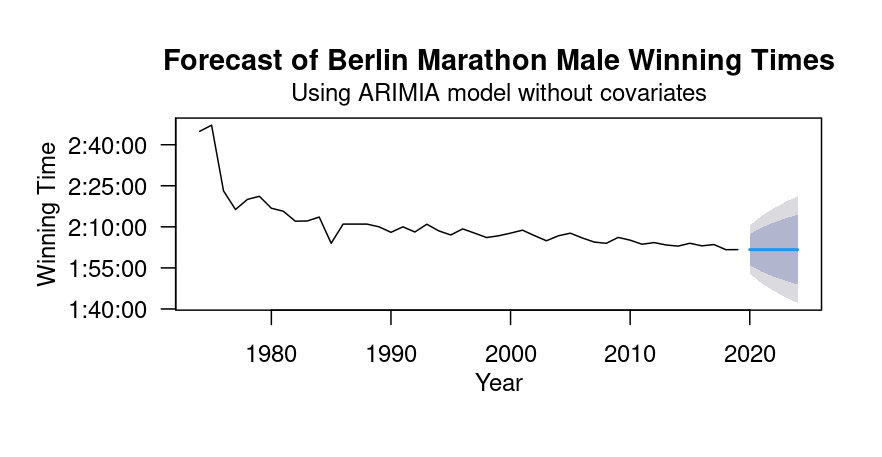 Forecast of Berlin Marathon Male Winning Times
Using ARIMIA model without covariates
Winning Time
2:40:00
2:25:00
2:10:00
1:55:00
1:40:00
1980 1990 2000 2010 2020
Year